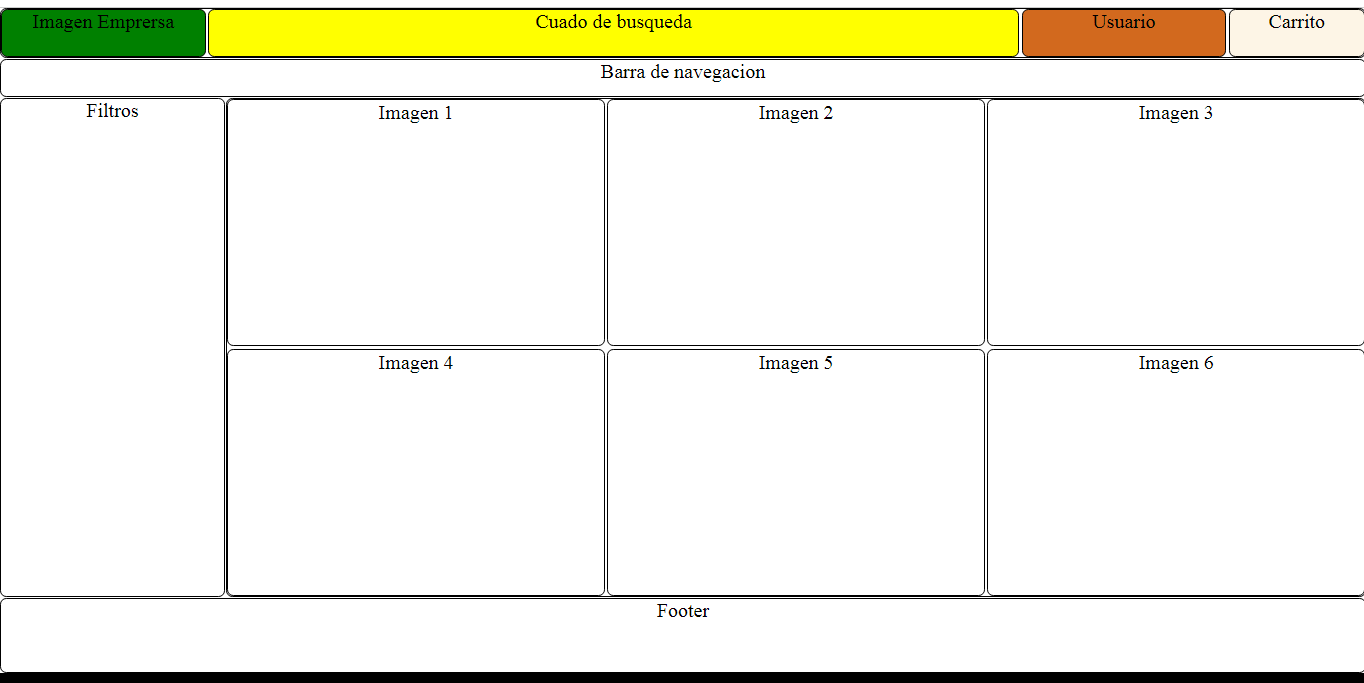 Imagen Emprersa
Cuado de busqueda
Usuario
Carrito
Barra de navegacion
Filtros
Imagen 1
Imagen 2
Imagen 3
Imagen 4
Imagen 5
Imagen 6
Footer